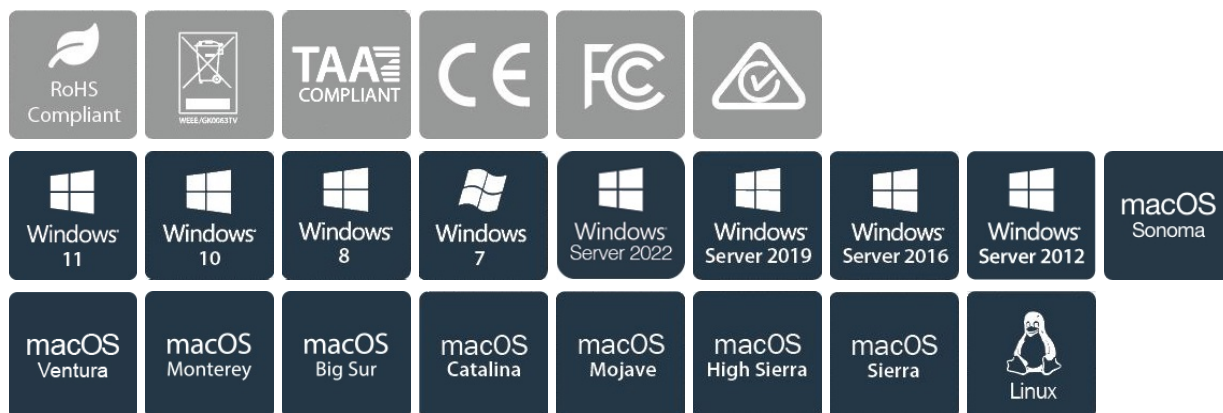 RoHS
Compliant
WEEE/GK0063TV
TAA
COMPLIANT
CE
FC
Windows
11
Windows
10
Windows
8
Windows
7
Windows
Server 2022
Windows
Server 2019
Windows
Server 2016
Windows
Server 2012
macOS
Sonoma
macOS
Ventura
macOS
Monterey
macOS
Big Sur
macOS
Catalina
macOS
Mojave
macOS
High Sierra
macOS
Sierra
Linux